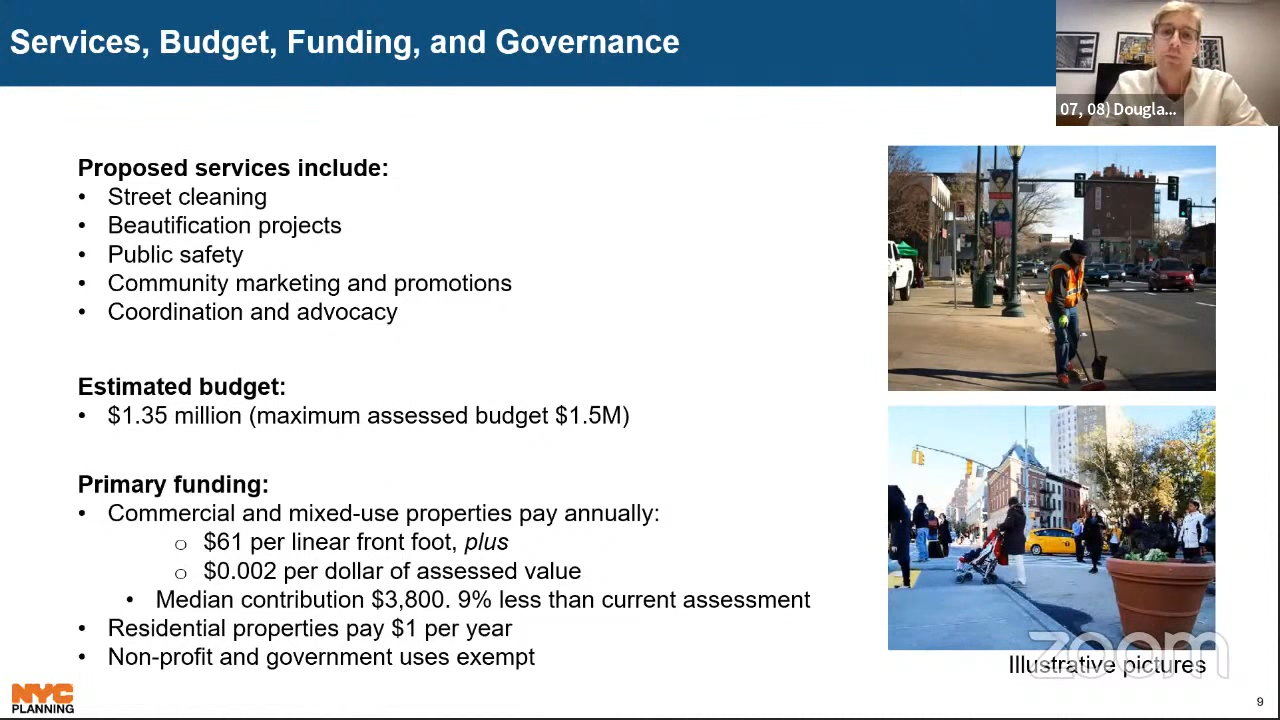 Services, Budget, Funding, and Governance
07, 08) Dougla...
Proposed services include:
• Street cleaning
• Beautification projects
• Public safety
• Community marketing and promotions
• Coordination and advocacy
Estimated budget:
• $1.35 million (maximum assessed budget $1.5M)
Primary funding:
• Commercial and mixed-use properties pay annually:
○ $61 per linear front foot, plus
○ $0.002 per dollar of assessed value
• Median contribution $3,800. 9% less than current assessment
• Residential properties pay $1 per year
• Non-profit and government uses exempt
zoom
Illustrative pictures
NYC
PLANNING
9